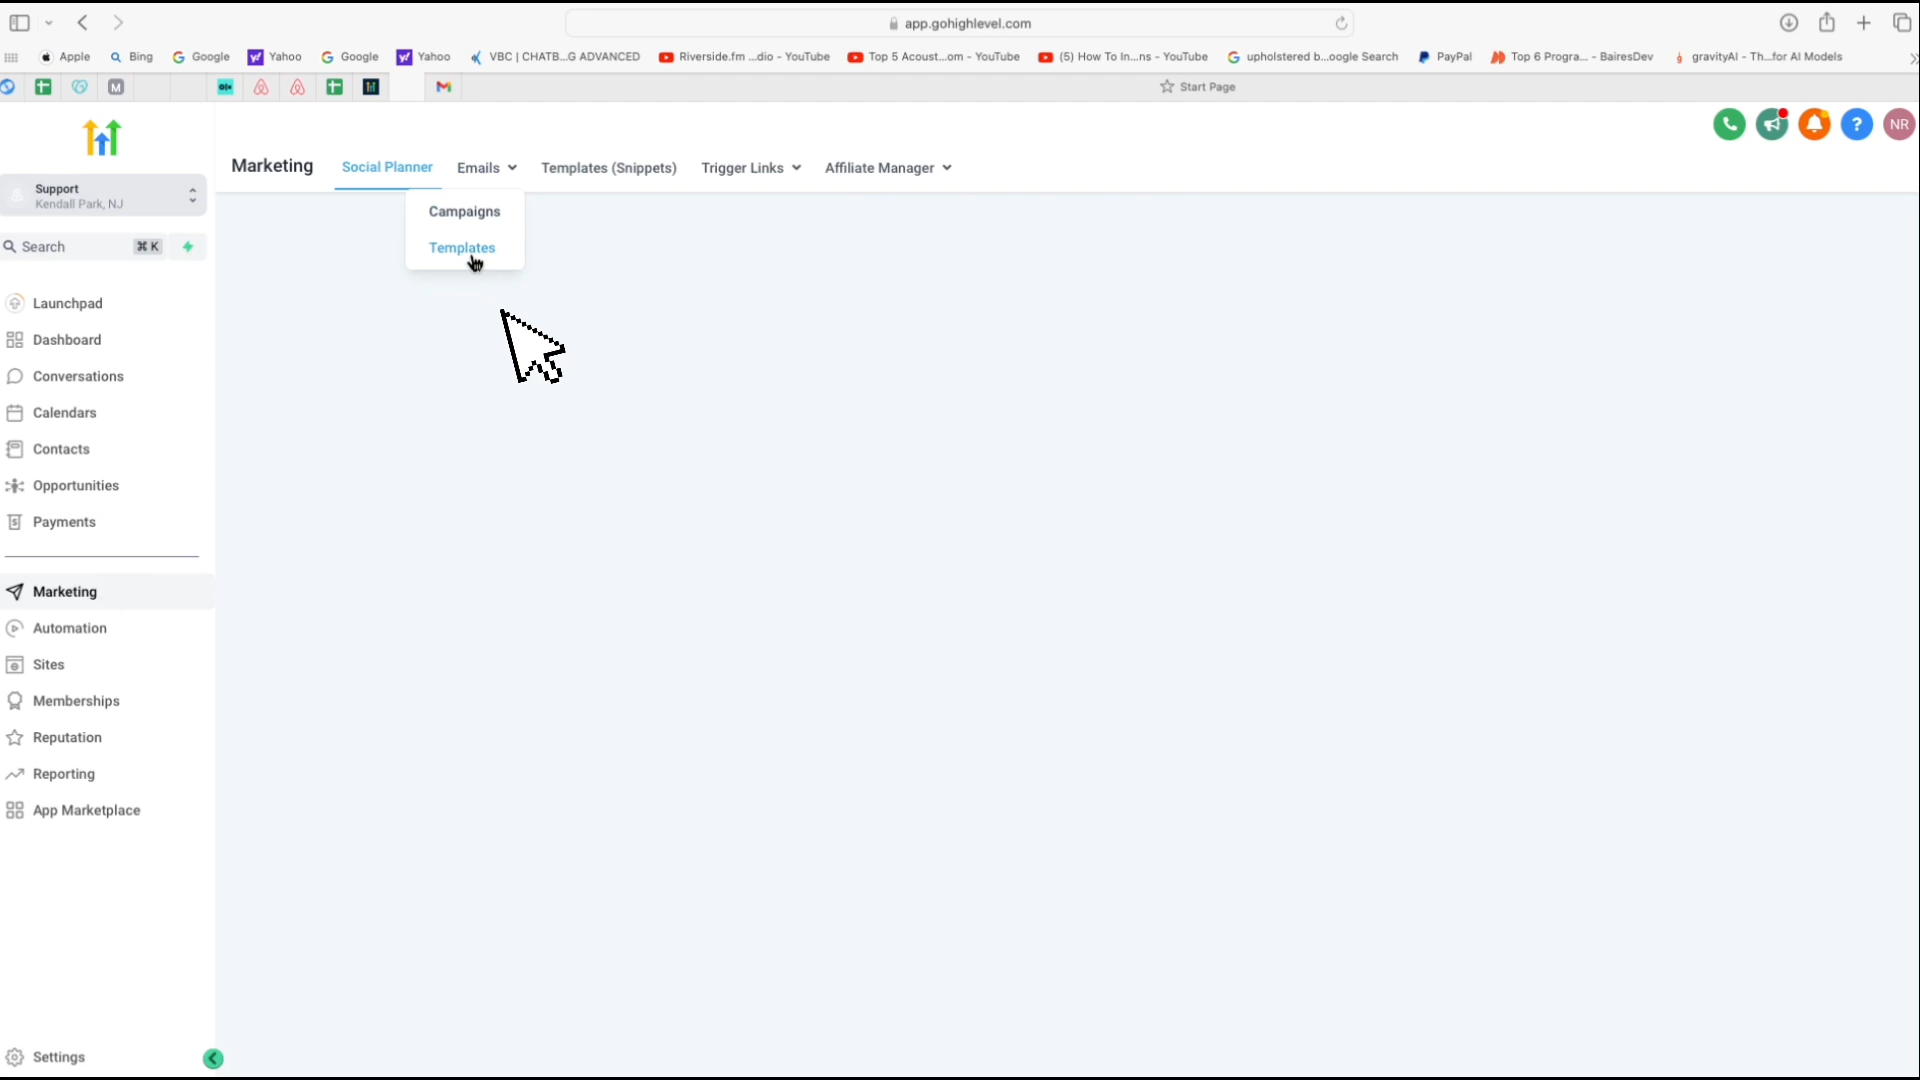 app.gohighlevel.com
Apple
Bing
Google
Yahoo
Google
Yahoo
VBC | CHATB...G ADVANCED
Riverside.fm ...dio - YouTube
Top 5 Acoust...om - YouTube
(5) How To In...ns - YouTube
upholstered b...oogle Search
PayPal
Top 6 Progra... - BairesDev
gravityAI - Th...for AI Models
M
Start Page
NR
Marketing
Social Planner
Emails
Templates (Snippets)
Trigger Links
Affiliate Manager
Campaigns
Templates
Support
Kendall Park, NJ
Search
⌘ K
Launchpad
Dashboard
Conversations
Calendars
Contacts
Opportunities
Payments
Marketing
Automation
Sites
Memberships
Reputation
Reporting
App Marketplace
Settings